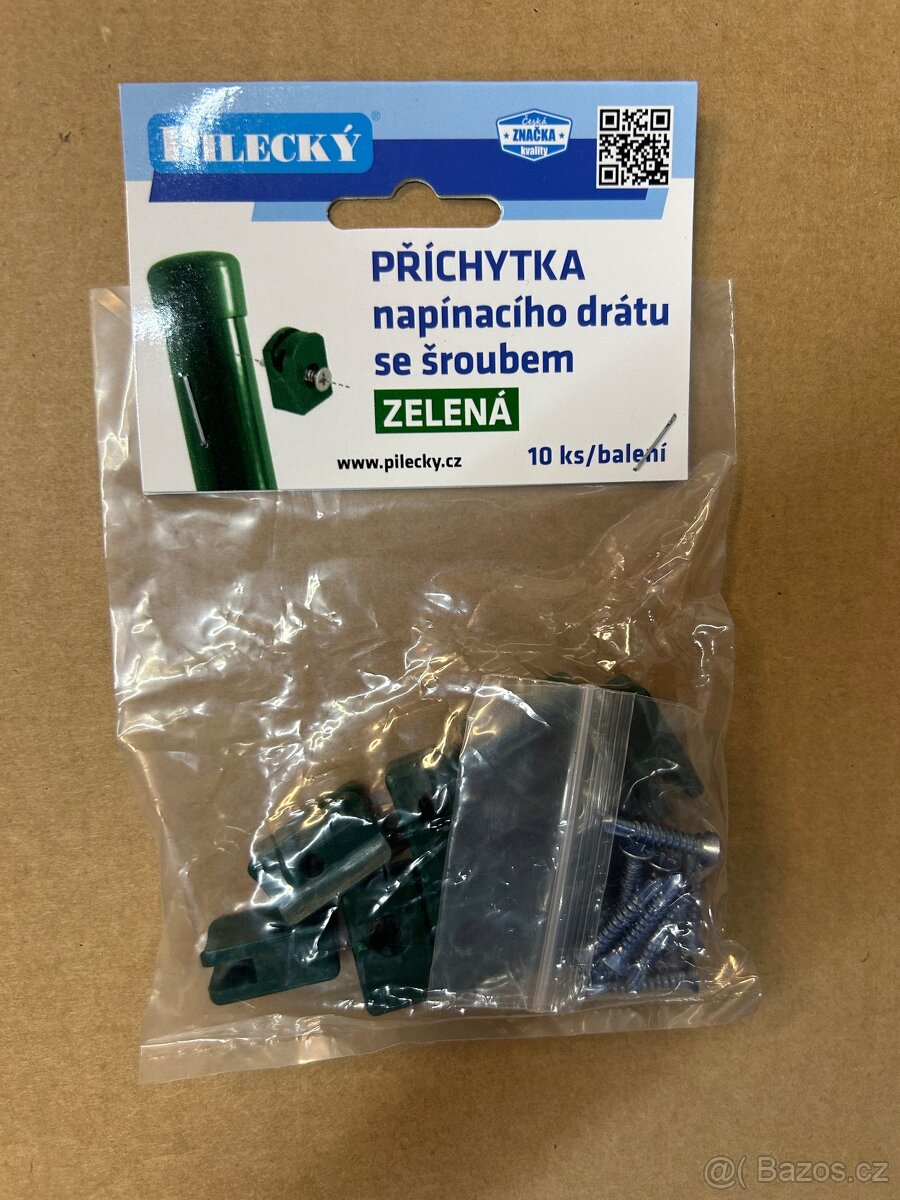 PILECKÝ®
Česká
ZNAČKA
kvality
PŘÍCHYTKA
napínacího drátu
se šroubem
ZELENÁ
www.pilecky.cz
10 ks/balení
@( Bazos.cz